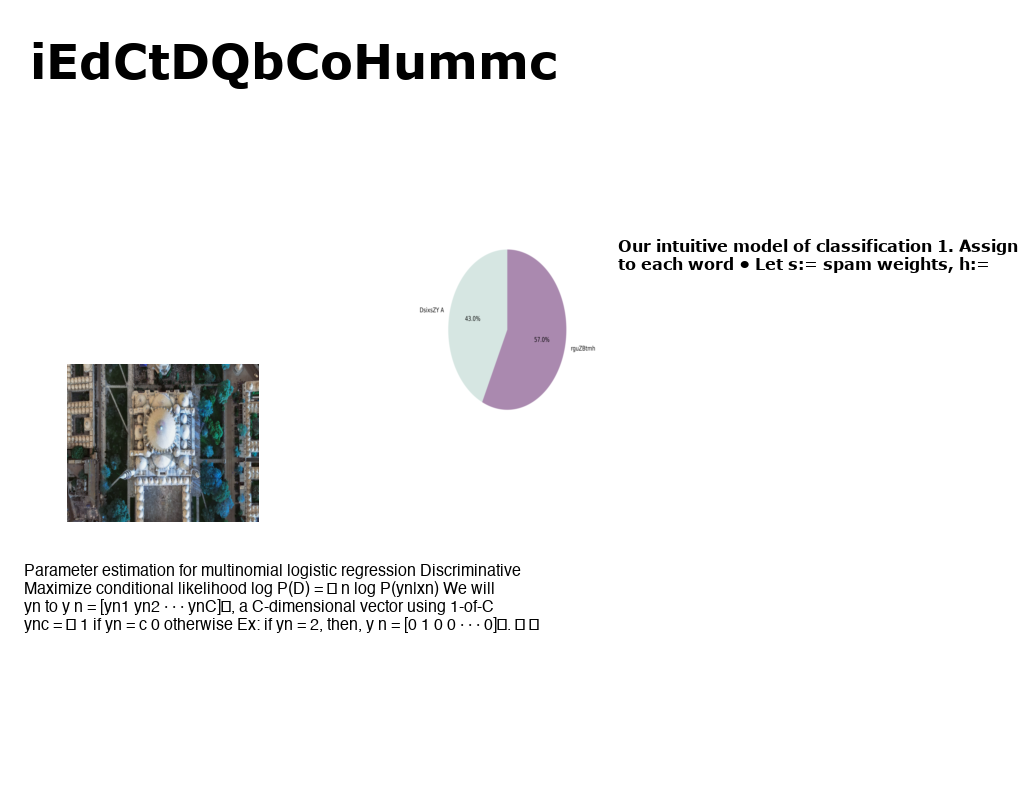 iEdCtDQbCoHummc
Our intuitive model of classification 1. Assign
to each word • Let s:= spam weights, h:=
DsixsZY A
43.0%
57.0%
rguZBtmh
Parameter estimation for multinomial logistic regression Discriminative
Maximize conditional likelihood log P(D) = □ n log P(yn|xn) We will
yn to y n = [yn1 yn2 · · · ynC]□, a C-dimensional vector using 1-of-C
ync = □ 1 if yn = c 0 otherwise Ex: if yn = 2, then, y n = [0 1 0 0 · · · 0]□. □ □